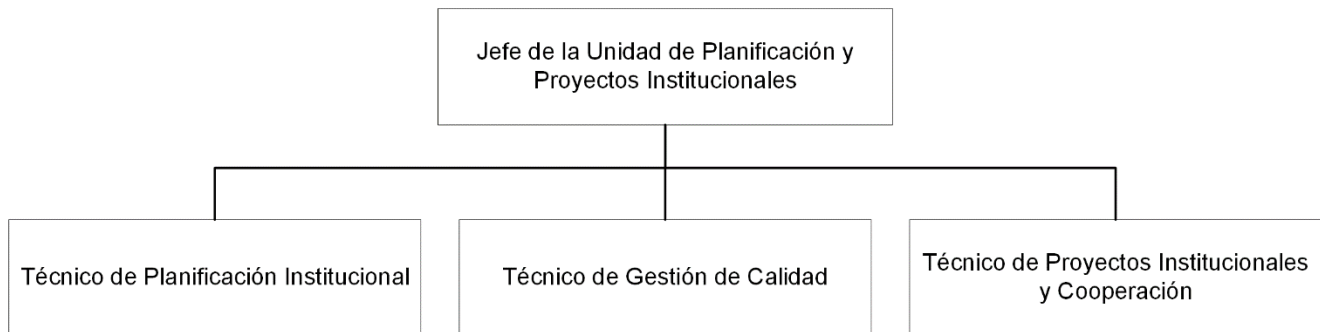 Jefe de la Unidad de Planificación y
Proyectos Institucionales
Técnico de Planificación Institucional
Técnico de Gestión de Calidad
Técnico de Proyectos Institucionales
y Cooperación